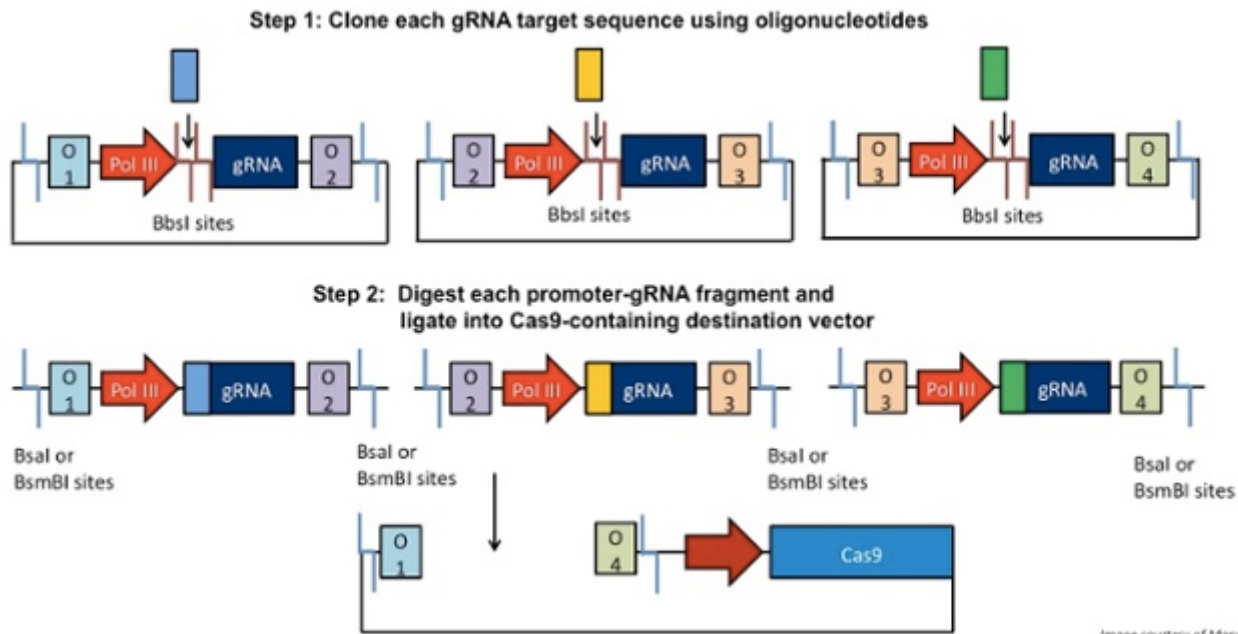 Step 1: Clone each gRNA target sequence using oligonucleotides
O
1
Pol III
gRNA
O
2
BbsI sites
O
2
Pol III
gRNA
O
3
BbsI sites
O
3
Pol III
gRNA
O
4
BbsI sites
Step 2: Digest each promoter-gRNA fragment and
ligate into Cas9-containing destination vector
O
1
Pol III
gRNA
O
2
O
2
Pol III
gRNA
O
3
O
3
Pol III
gRNA
O
4
BsaI or
BsmBI sites
BsaI or
BsmBI sites
BsaI or
BsmBI sites
BsaI or
BsmBI sites
O
1
O
4
Cas9
Image courtesy of